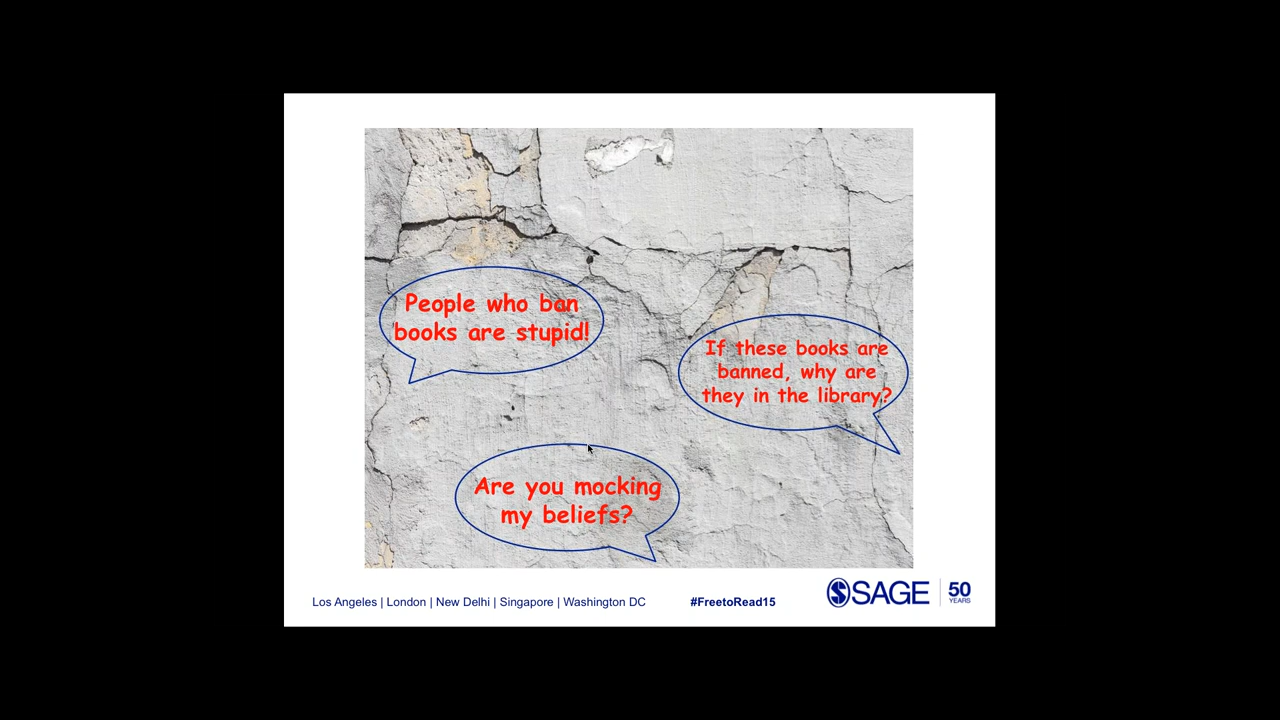 People who ban
books are stupid!
If these books are
banned, why are
they in the library?
Are you mocking
my beliefs?
Los Angeles | London | New Delhi | Singapore | Washington DC
#FreetoRead15
SAGE
50
YEARS